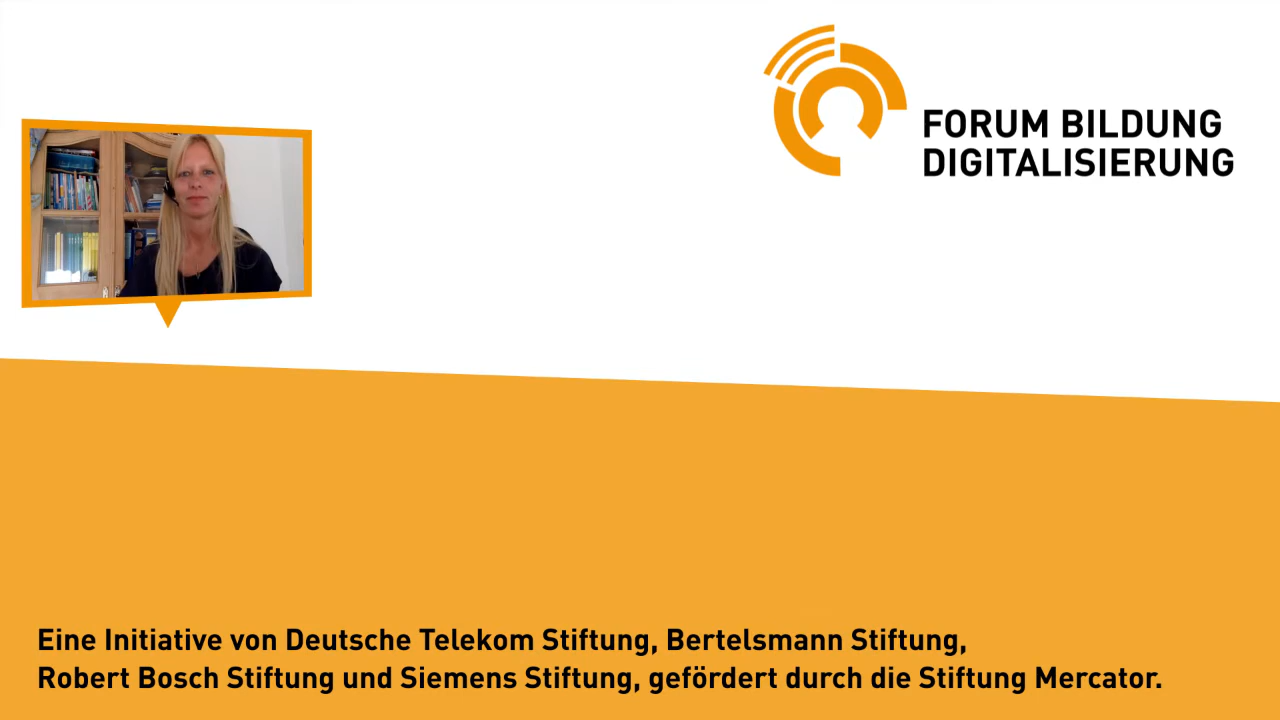 FORUM BILDUNG
DIGITALISIERUNG
Eine Initiative von Deutsche Telekom Stiftung, Bertelsmann Stiftung,
Robert Bosch Stiftung und Siemens Stiftung, gefördert durch die Stiftung Mercator.